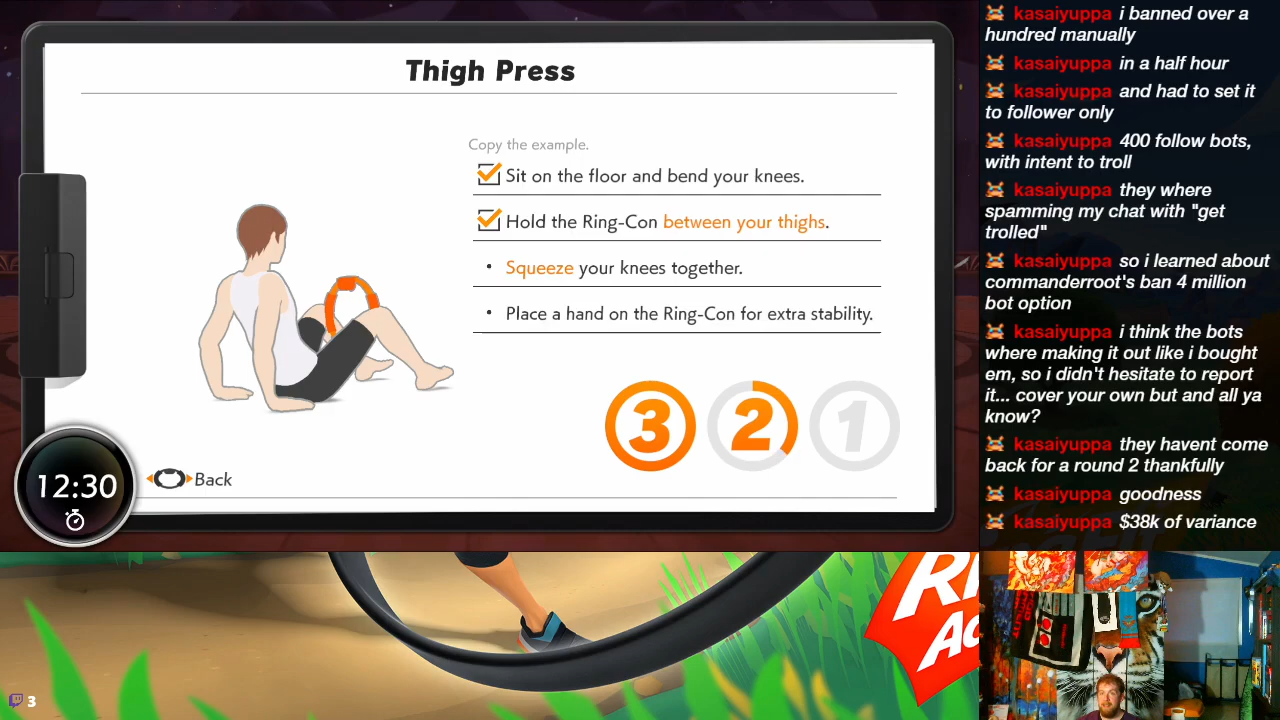 Thigh Press
Copy the example.
Sit on the floor and bend your knees.
Hold the Ring-Con between your thighs.
• Squeeze your knees together.
• Place a hand on the Ring-Con for extra stability.
3 2 1
12:30
Back
3
kasaiyuppa i banned over a
hundred manually
kasaiyuppa in a half hour
kasaiyuppa and had to set it
to follower only
kasaiyuppa 400 follow bots,
with intent to troll
kasaiyuppa they where
spamming my chat with "get
trolled"
kasaiyuppa so i learned about
commanderroot's ban 4 million
bot option
kasaiyuppa i think the bots
where making it out like i bought
em, so i didn't hesitate to report
it... cover your own but and all ya
know?
kasaiyuppa they havent come
back for a round 2 thankfully
kasaiyuppa goodness
kasaiyuppa $38k of variance